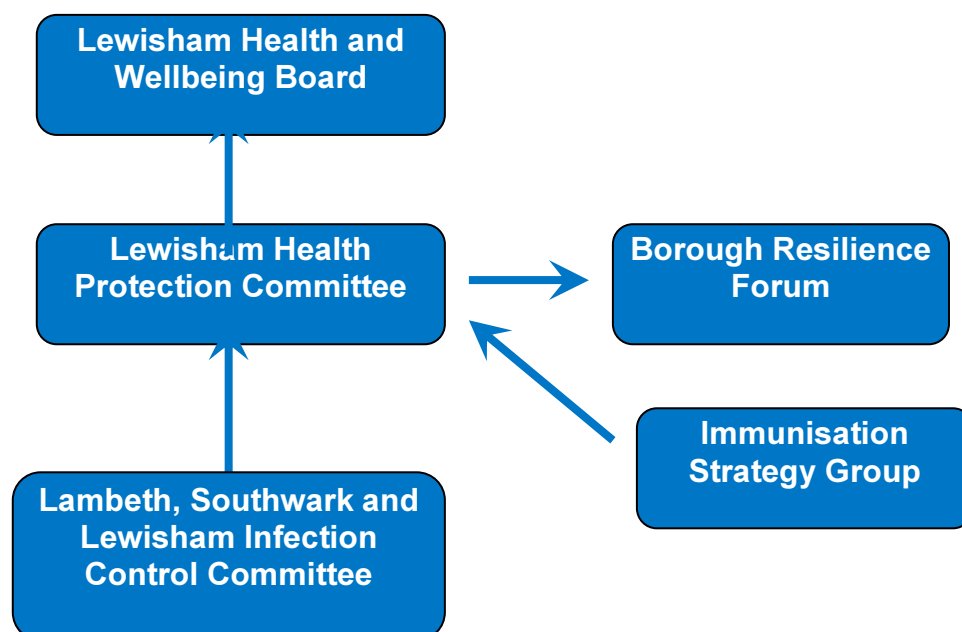 Lewisham Health and
Wellbeing Board
Lewisham Health
Protection Committee
Borough Resilience
Forum
Immunisation
Strategy Group
Lambeth, Southwark and
Lewisham Infection
Control Committee